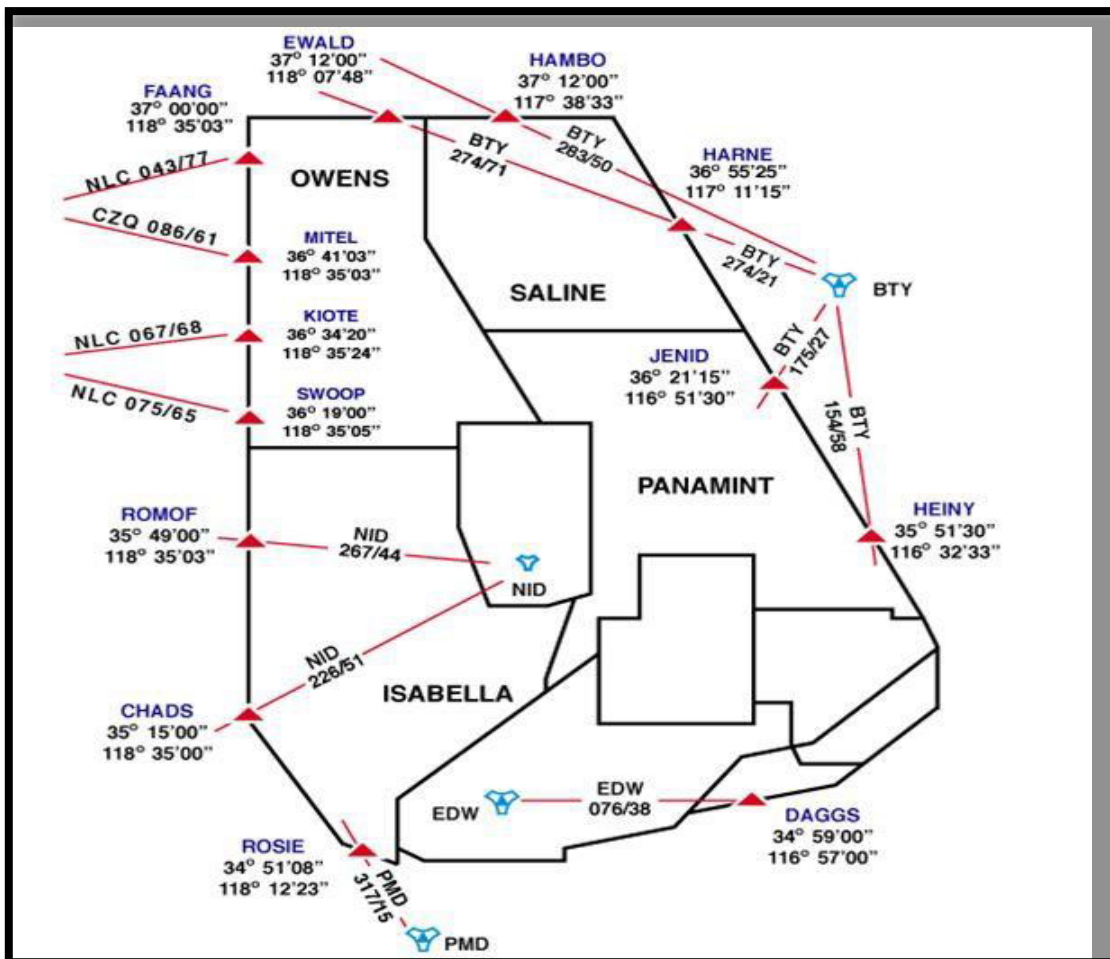 EWALD
37° 12'00"
118° 07'48"
HAMBO
37° 12'00"
117° 38'33"
FAANG
37° 00'00"
118° 35'03"
BTY
283/50
BTY
274/71
HARNE
36° 55'25"
117° 11'15"
NLC 043/77
OWENS
CZQ 086/61
MITEL
36° 41'03"
118° 35'03"
BTY
274/21
BTY
SALINE
KIOTE
36° 34'20"
118° 35'24"
NLC 067/68
BTY
175/27
JENID
36° 21'15"
116° 51'30"
NLC 075/65
SWOOP
36° 19'00"
118° 35'05"
BTY
154/58
PANAMINT
ROMOF
35° 49'00"
118° 35'03"
NID
267/44
NID
HEINY
35° 51'30"
116° 32'33"
NID
226/51
ISABELLA
CHADS
35° 15'00"
118° 35'00"
EDW
EDW
076/38
DAGGS
34° 59'00"
116° 57'00"
ROSIE
34° 51'08"
118° 12'23"
PMD
317/15
PMD